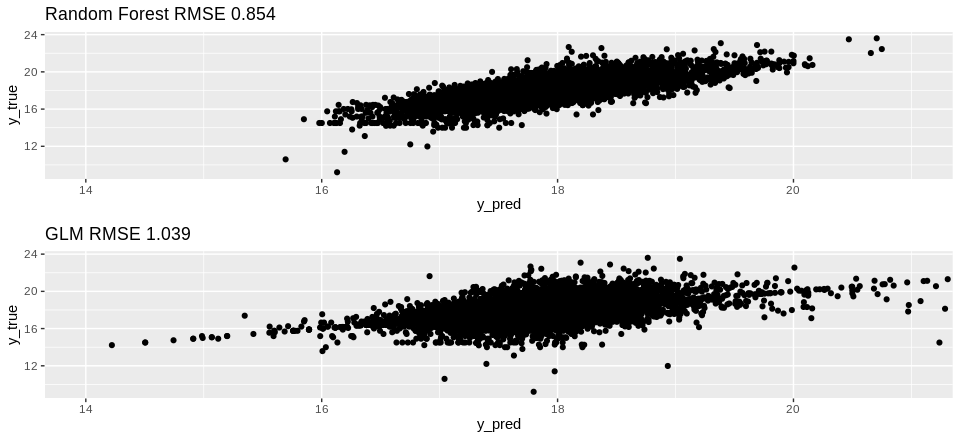 Random Forest RMSE 0.854
24
20
16
12
y_true
14 16 18 20
y_pred
GLM RMSE 1.039
24
20
16
12
y_true
14 16 18 20
y_pred